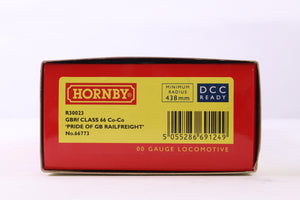 HORNBY
R30023
GBRf CLASS 66 Co-Co
'PRIDE OF GB RAILFREIGHT'
No.66773
MINIMUM
RADIUS
438mm
DCC
READY
5 055286 691249
00 GAUGE LOCOMOTIVE